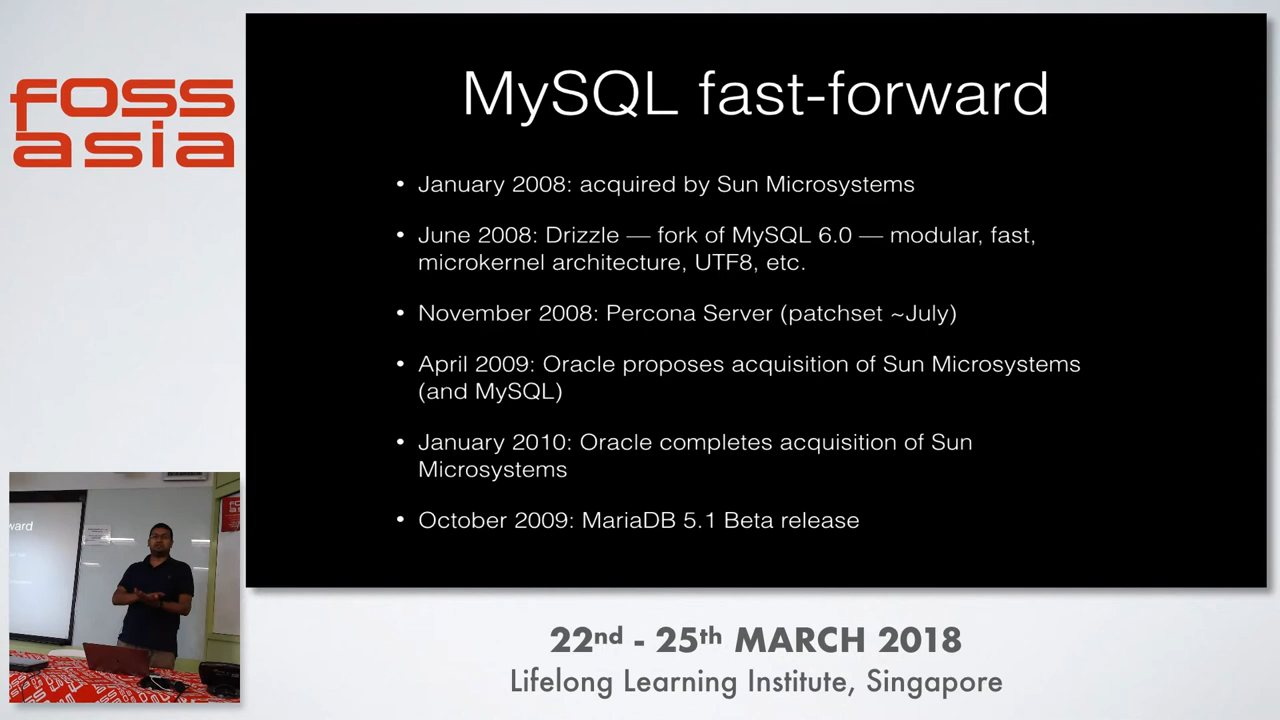 foss
asia
MySQL fast-forward
• January 2008: acquired by Sun Microsystems
• June 2008: Drizzle — fork of MySQL 6.0 — modular, fast,
microkernel architecture, UTF8, etc.
• November 2008: Percona Server (patchset ~July)
• April 2009: Oracle proposes acquisition of Sun Microsystems
(and MySQL)
• January 2010: Oracle completes acquisition of Sun
Microsystems
• October 2009: MariaDB 5.1 Beta release
ward
22nd - 25th MARCH 2018
Lifelong Learning Institute, Singapore